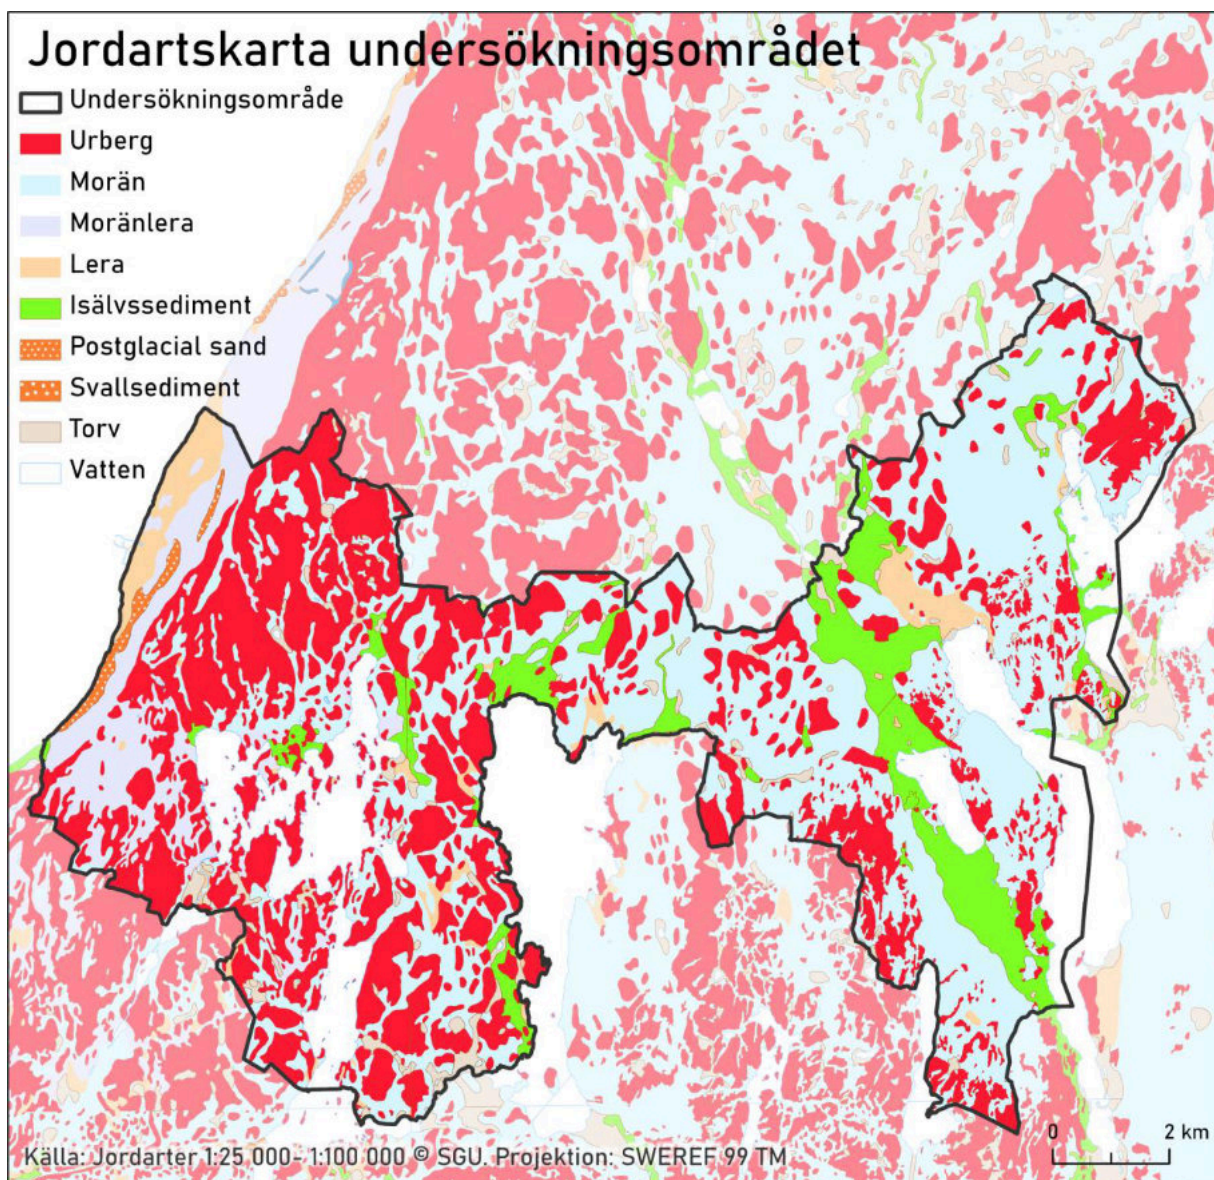 Jordartskarta undersökningsområdet
Undersökningsområde
Urberg
Morän
Moränlera
Lera
Isälvssediment
Postglacial sand
Svallsediment
Torv
Vatten
0 2 km
Källa: Jordarter 1:25 000- 1:100 000 © SGU. Projektion: SWEREF 99 TM